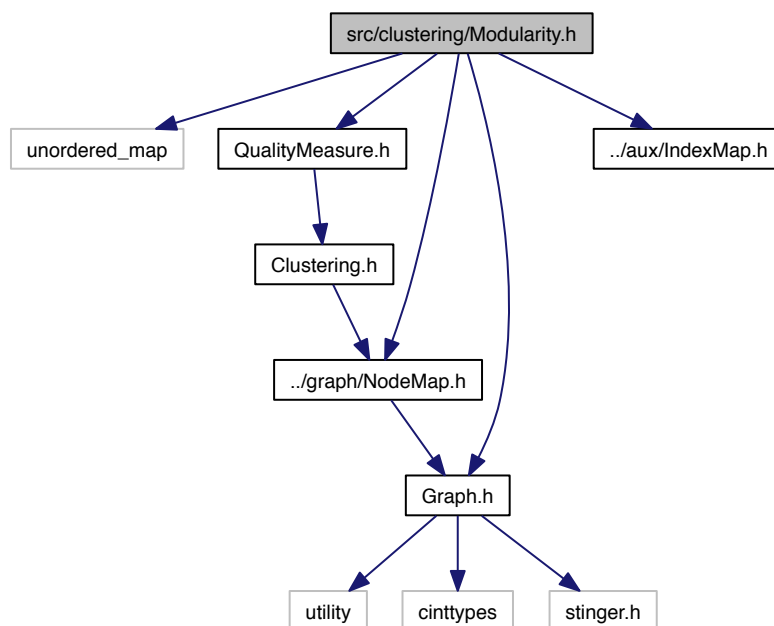 src/clustering/Modularity.h
unordered_map
QualityMeasure.h
../aux/IndexMap.h
Clustering.h
../graph/NodeMap.h
Graph.h
utility
cinttypes
stinger.h